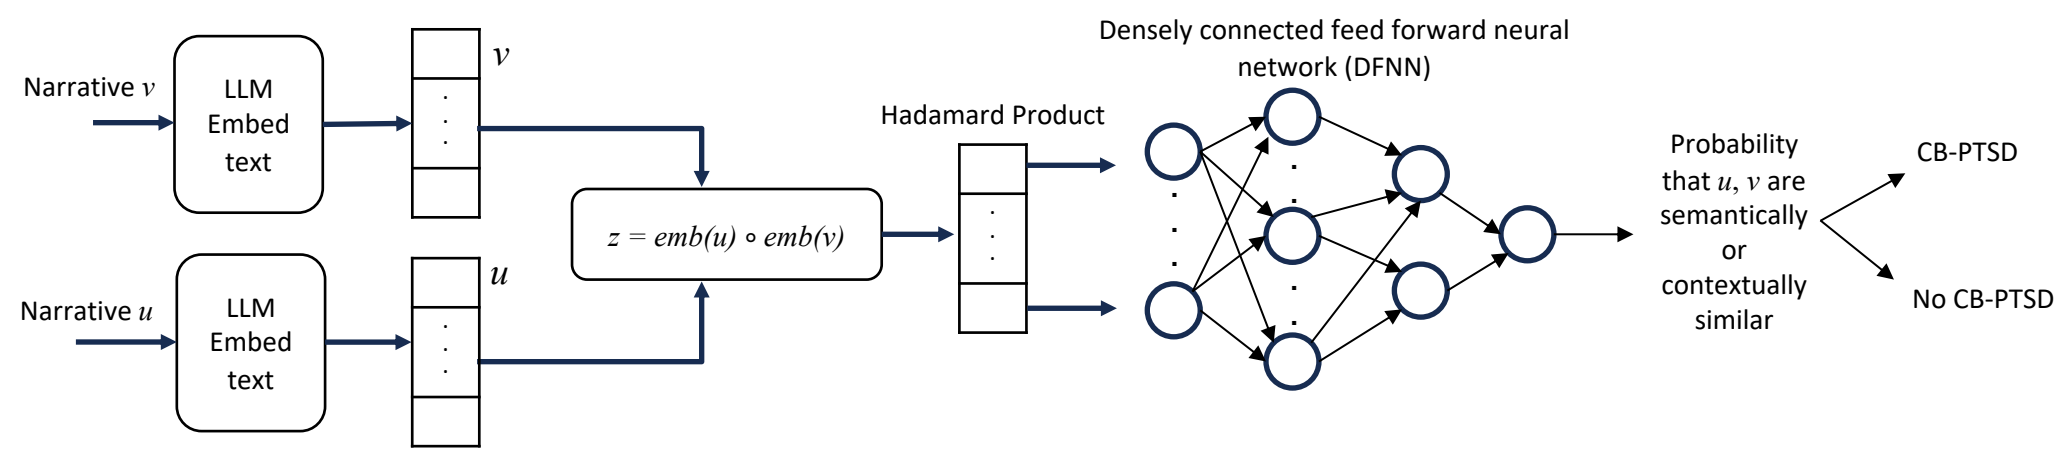 Narrative v
LLM
Embed
text
v
Narrative u
LLM
Embed
text
u
z = emb(u) ∘ emb(v)
Hadamard Product
Densely connected feed forward neural
network (DFNN)
Probability
that u, v are
semantically
or
contextually
similar
CB-PTSD
No CB-PTSD